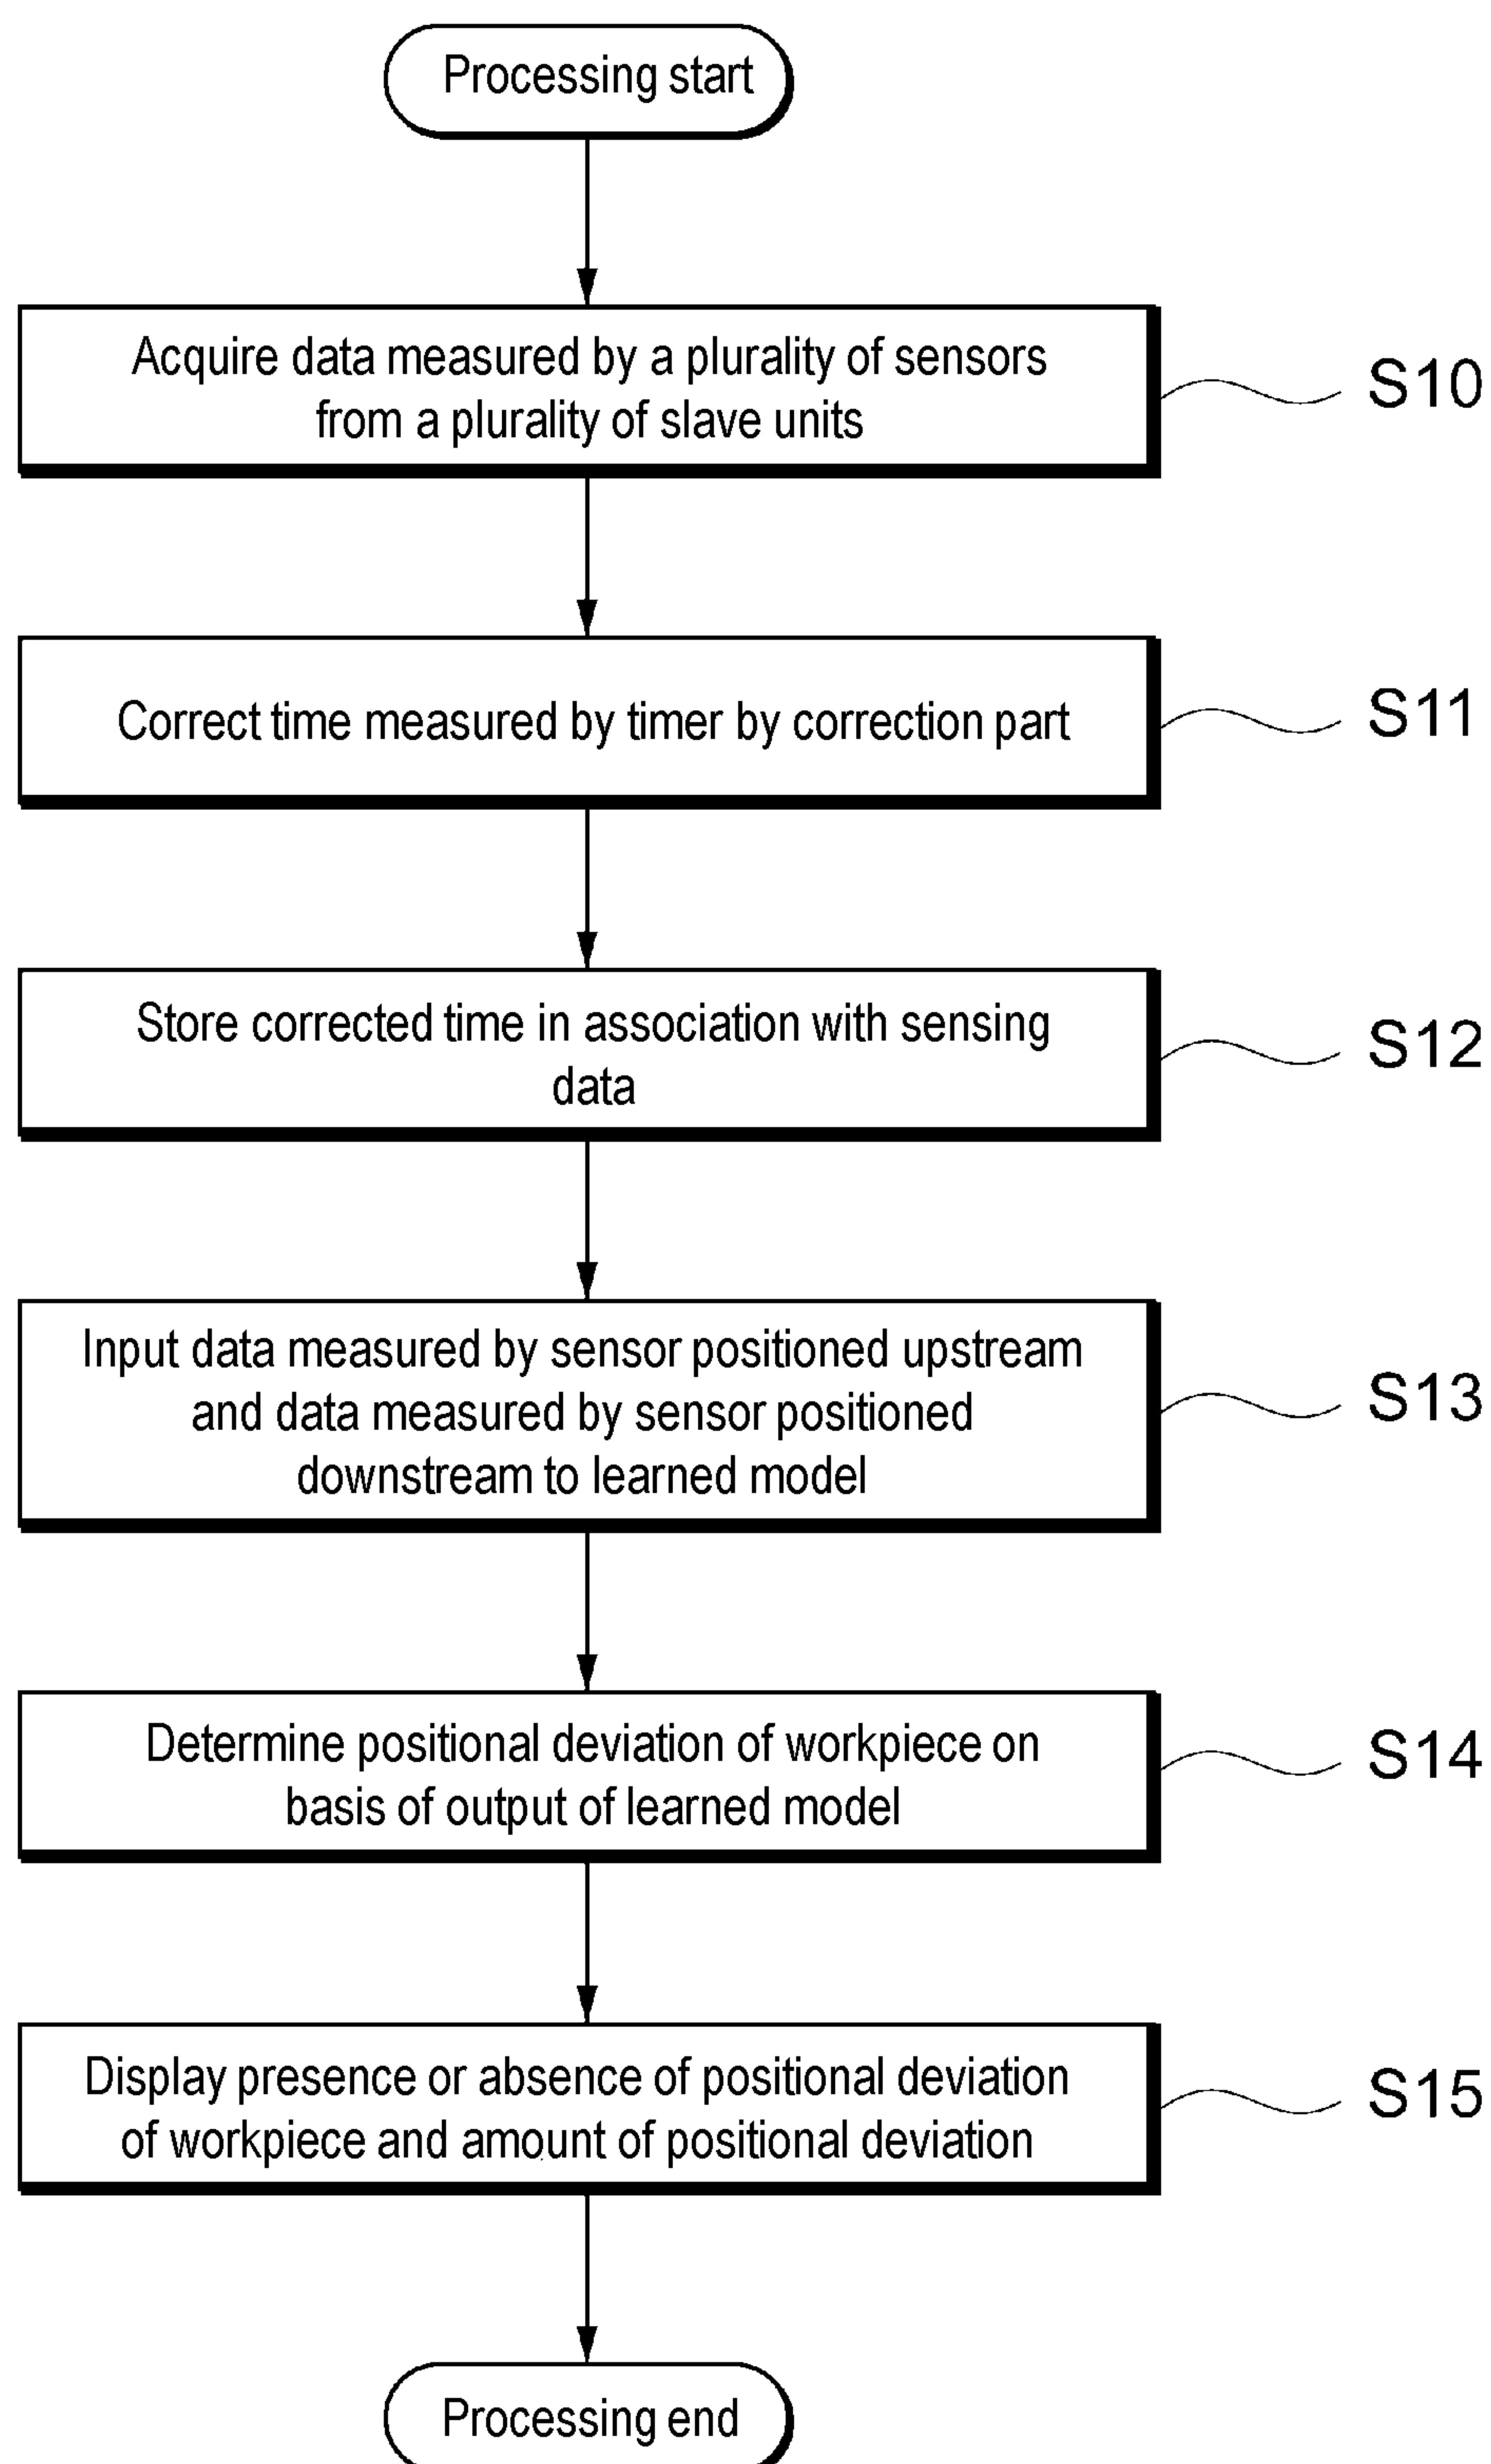 Processing start
Acquire data measured by a plurality of sensors
from a plurality of slave units
S10
Correct time measured by timer by correction part
S11
Store corrected time in association with sensing
data
S12
Input data measured by sensor positioned upstream
and data measured by sensor positioned
downstream to learned model
S13
Determine positional deviation of workpiece on
basis of output of learned model
S14
Display presence or absence of positional deviation
of workpiece and amount of positional deviation
S15
Processing end